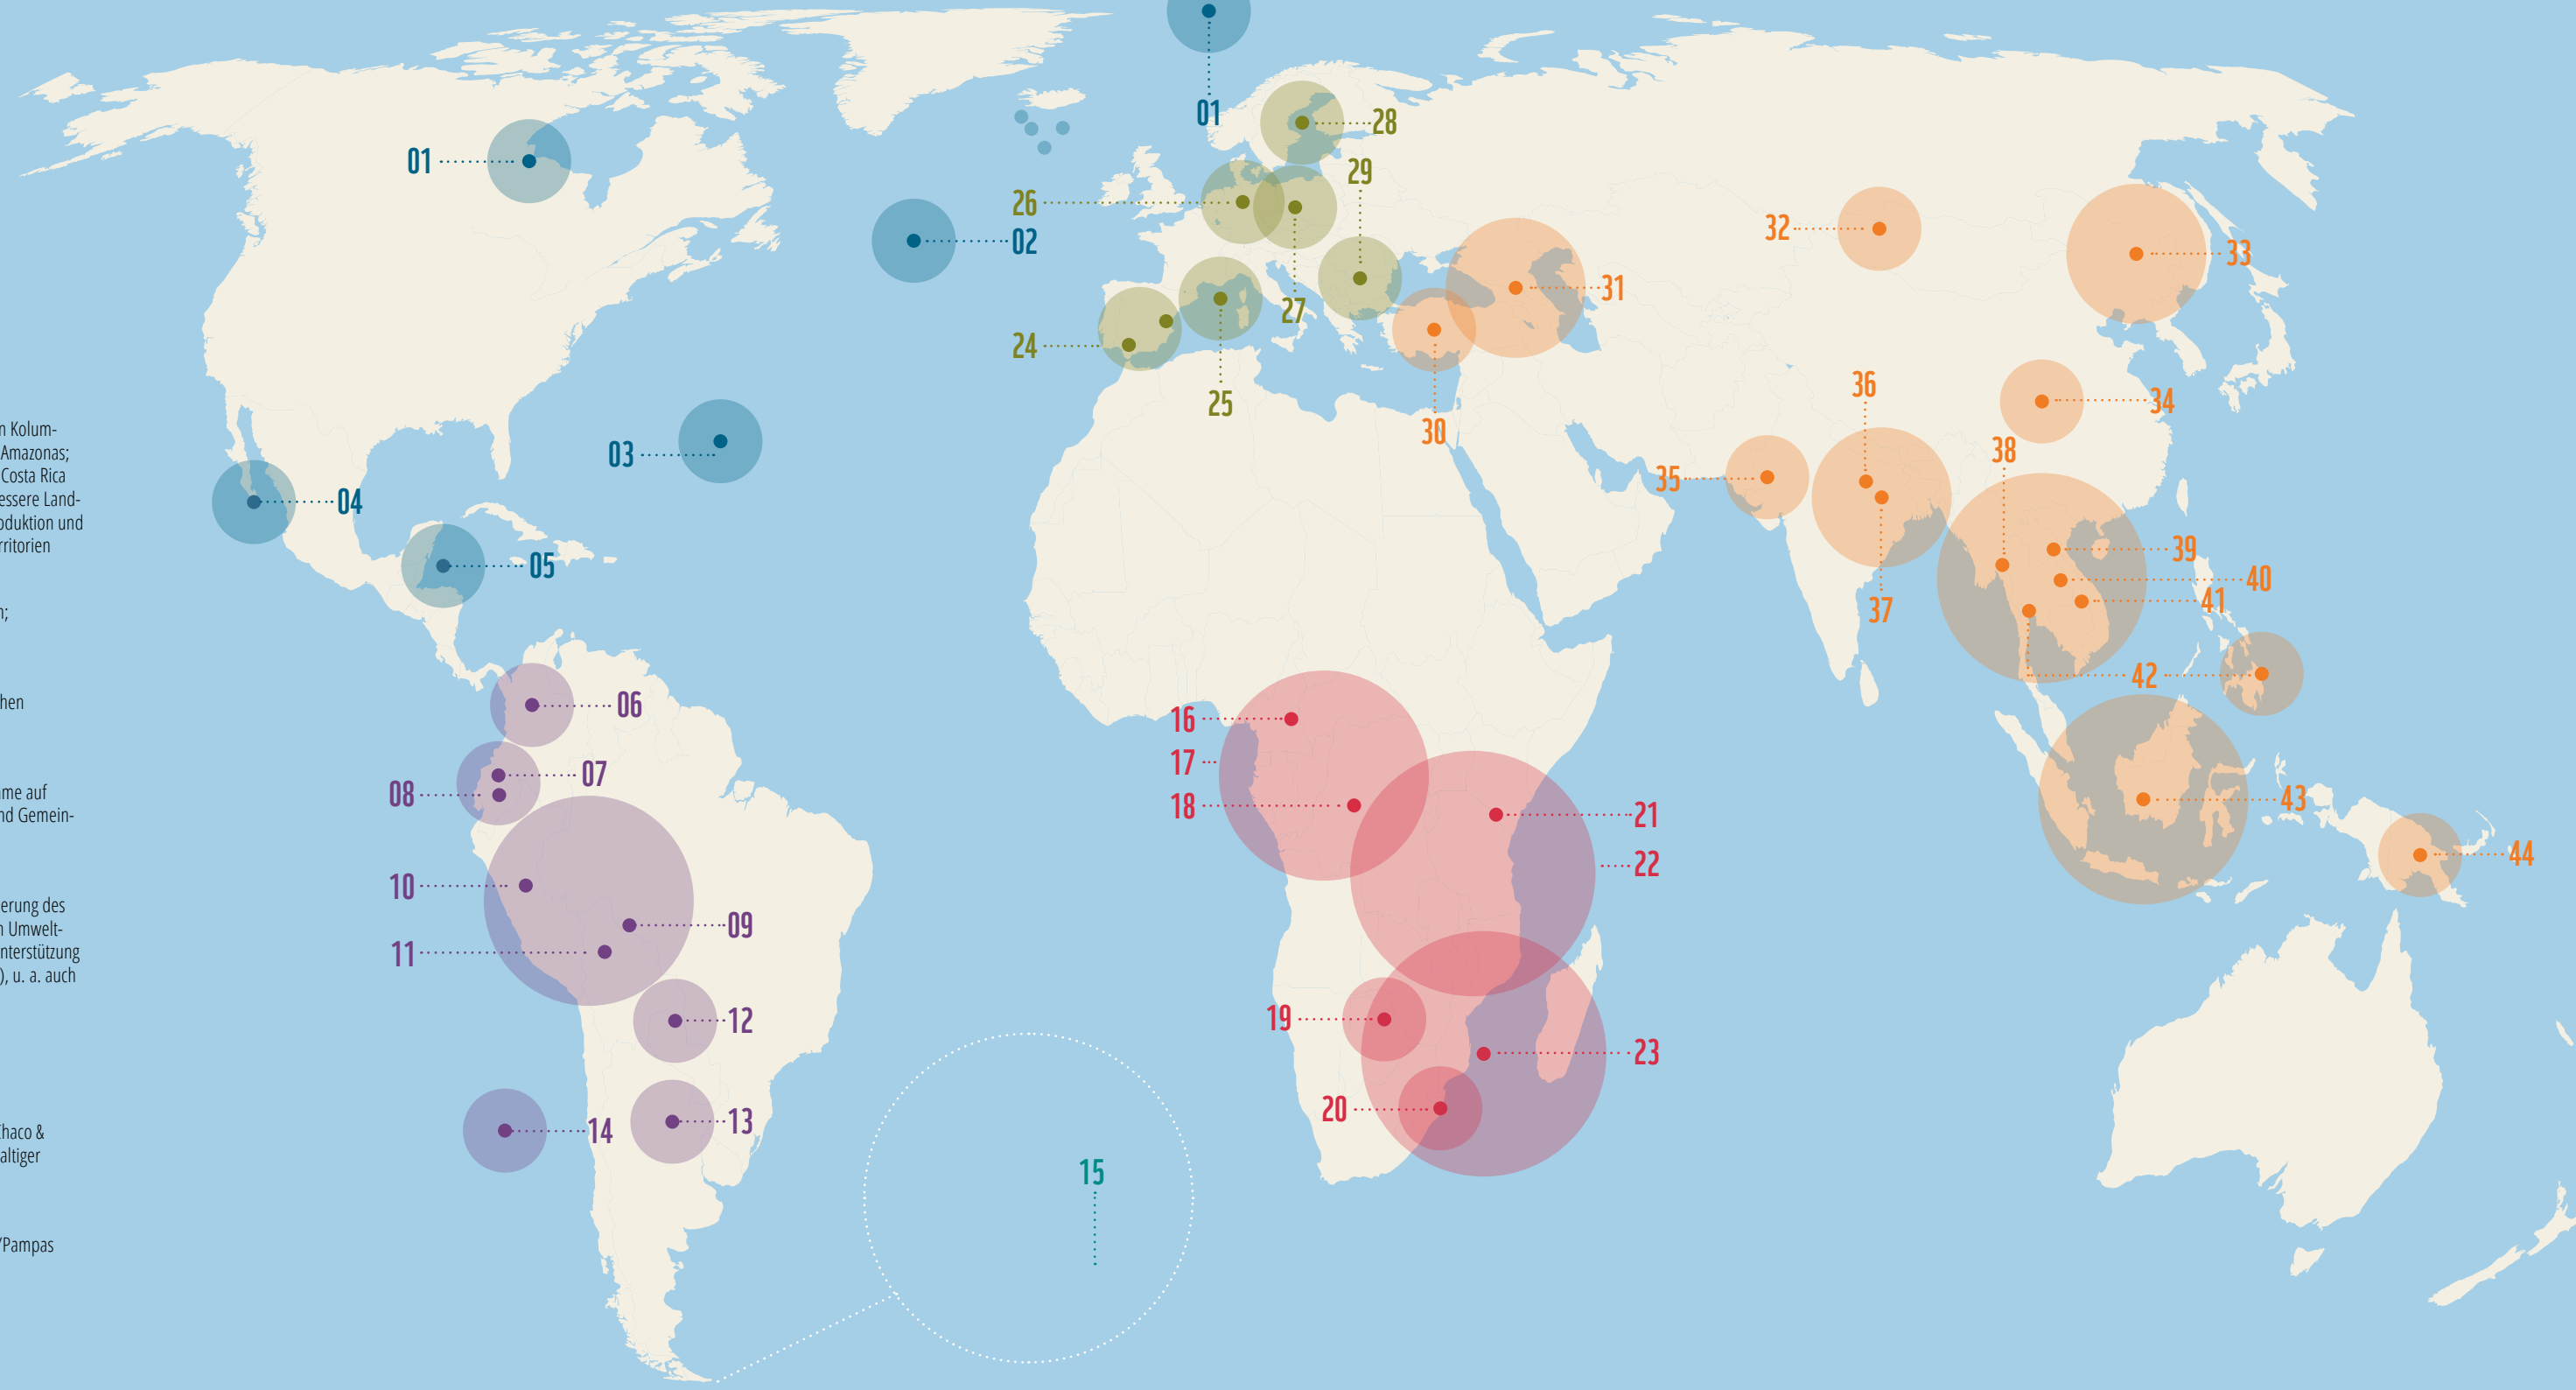 n Kolum-
Amazonas;
Costa Rica
essere Land-
oduktion und
rritorien
n;
hen
me auf
nd Gemein-
erung des
n Umwelt-
nterstützung
), u. a. auch
Chaco &
altiger
/Pampas
01
01
02
03
04
05
06
07
08
09
10
11
12
13
14
15
16
17
18
19
20
21
22
23
24
25
26
27
28
29
30
31
32
33
34
35
36
37
38
39
40
41
42
43
44